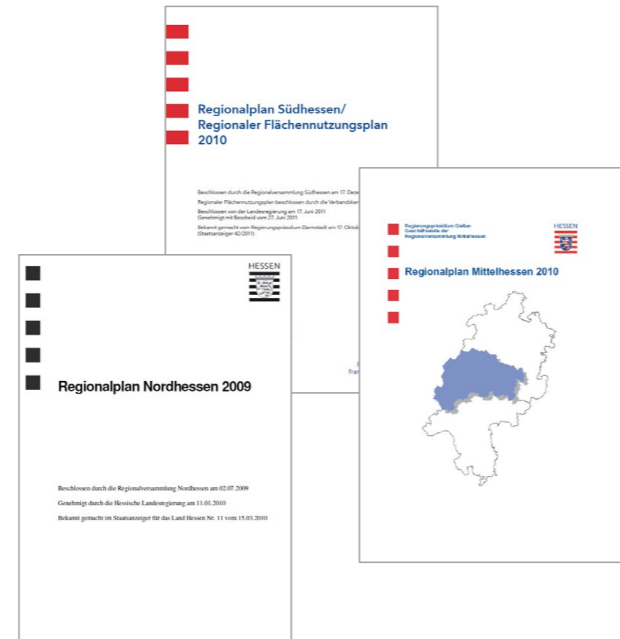 Regionalplan Südhessen/
Regionaler Flächennutzungsplan
2010
Beschlossen durch die Regionalversammlung Südhessen am 17.
Regionaler Flächennutzungsplan beschlossen durch die
Beschlossen von der Landesregierung am 17. Juni 2011
Genehmigt mit Bescheid vom 27. Juni 2011
Bekannt gemacht vom Regierungspräsidium Darmstadt am 17.
(Staatsanzeiger 42/2011)
Regierungspräsidium Gießen
Geschäftsstelle der
Regionalversammlung Mittelhessen
HESSEN
Regionalplan Mittelhessen 2010
HESSEN
Regionalplan Nordhessen 2009
Beschlossen durch die Regionalversammlung Nordhessen am 02.07.2009
Genehmigt durch die Hessische Landesregierung am 11.01.2010
Bekannt gemacht im Staatsanzeiger für das Land Hessen Nr. 11 vom 15.03.2010